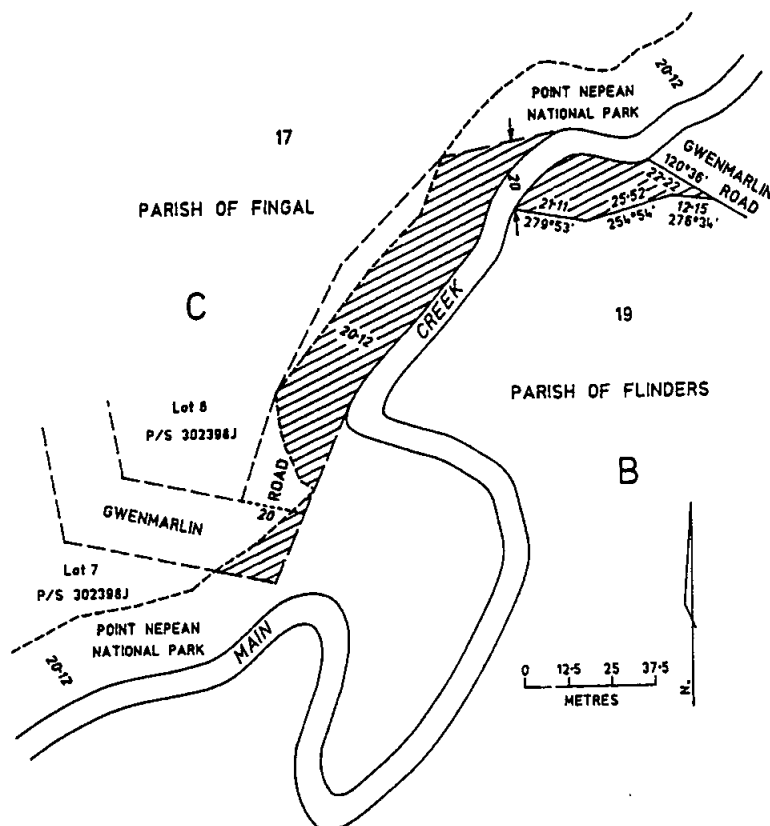 20·12
POINT NEPEAN
NATIONAL PARK
17
GWENMARLIN
ROAD
120°36'
22·22
20
21·11
25·52
12·15
279°53'
254°54'
276°34'
PARISH OF FINGAL
C
CREEK
20·12
19
PARISH OF FLINDERS
Lot 8
P/S 302398J
ROAD
B
20
GWENMARLIN
Lot 7
P/S 302398J
POINT NEPEAN
NATIONAL PARK
MAIN
20·12
0 12·5 25 37·5
METRES
N.